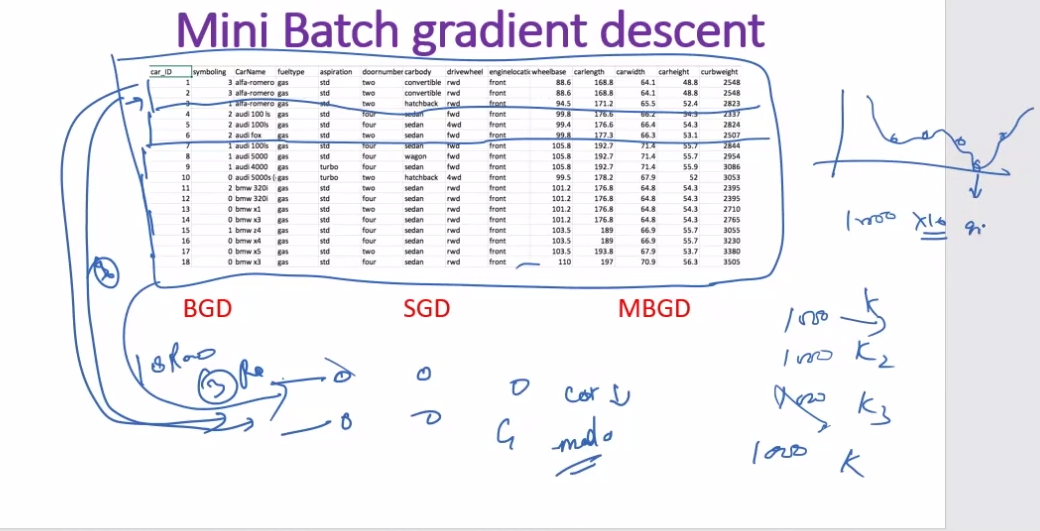 Mini Batch gradient descent
car_ID symboling CarName fueltype aspiration doornumber carbody drivewheel enginelocatic wheelbase carlength carwidth carheight curbweight
1 3 alfa-romero gas std two convertible rwd front 88.6 168.8 64.1 48.8 2548
2 3 alfa-romero gas std two convertible rwd front 88.6 168.8 64.1 48.8 2548
3 1 alfa-romero gas std two hatchback rwd front 94.5 171.2 65.5 52.4 2823
4 2 audi 100 ls gas std four sedan fwd front 99.8 176.6 66.2 54.3 2337
5 2 audi 100ls gas std four sedan 4wd front 99.4 176.6 66.4 54.3 2824
6 2 audi fox gas std two sedan fwd front 99.8 177.3 66.3 53.1 2507
7 1 audi 100ls gas std four sedan fwd front 105.8 192.7 71.4 55.7 2844
8 1 audi 5000 gas std four wagon fwd front 105.8 192.7 71.4 55.7 2954
9 1 audi 4000 gas turbo four sedan fwd front 105.8 192.7 71.4 55.9 3086
10 0 audi 5000s ( gas turbo two hatchback 4wd front 99.5 178.2 67.9 52 3053
11 2 bmw 320i gas std two sedan rwd front 101.2 176.8 64.8 54.3 2395
12 0 bmw 320i gas std four sedan rwd front 101.2 176.8 64.8 54.3 2395
13 0 bmw x1 gas std two sedan rwd front 101.2 176.8 64.8 54.3 2710
14 0 bmw x3 gas std four sedan rwd front 101.2 176.8 64.8 54.3 2765
15 1 bmw z4 gas std four sedan rwd front 103.5 189 66.9 55.7 3055
16 0 bmw x4 gas std four sedan rwd front 103.5 189 66.9 55.7 3230
17 0 bmw x5 gas std two sedan rwd front 103.5 193.8 67.9 53.7 3380
18 0 bmw x3 gas std four sedan rwd front 110 197 70.9 56.3 3505
1000
BGD SGD MBGD
1000 K
1000 K2
K3
1000 K